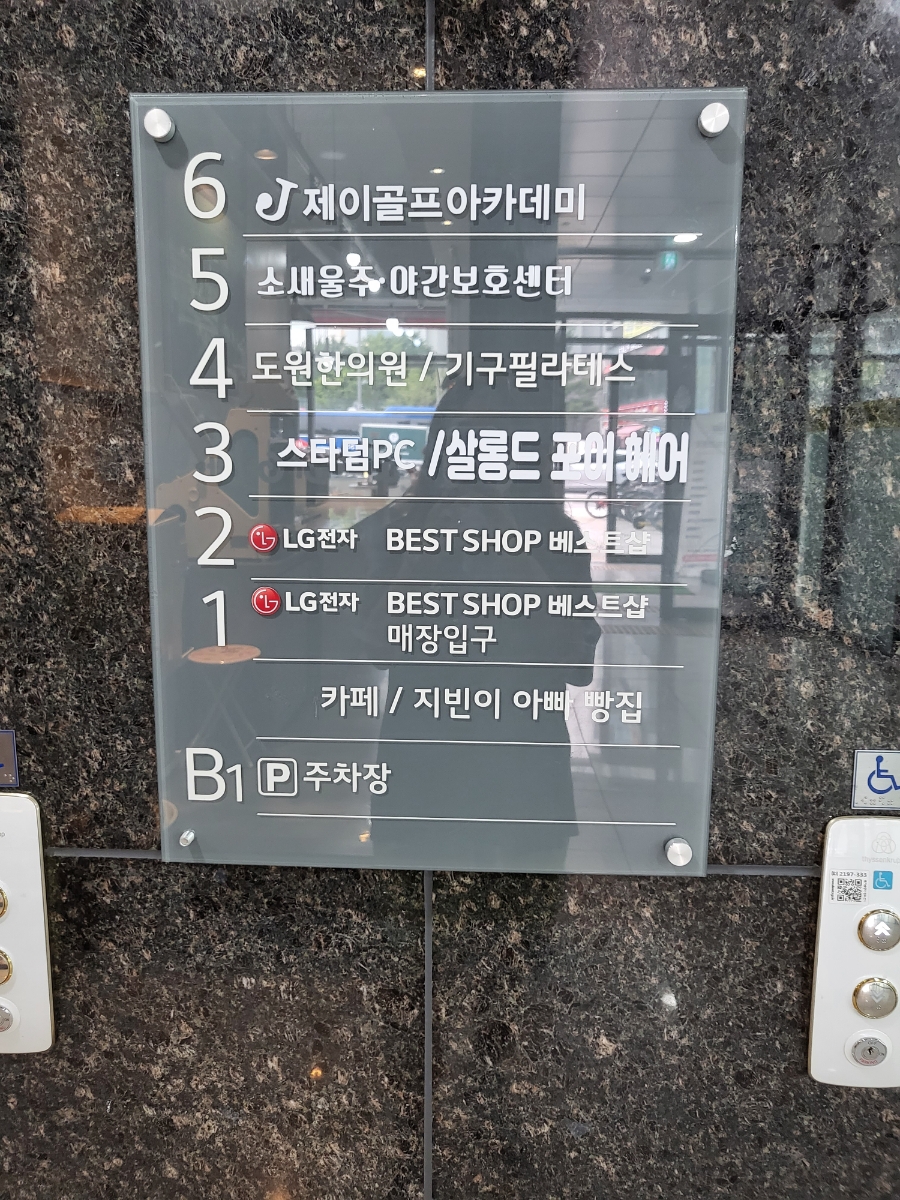 6 J 제이골프아카데미
5 소새울주·야간보호센터
4 도원한의원 / 기구필라테스
3 스타덤PC /살롱드 포어 헤어
2 LG전자 BEST SHOP 베스트샵
1 LG전자 BEST SHOP 베스트샵
매장입구
카페 / 지빈이 아빠 빵집
B1 P 주차장